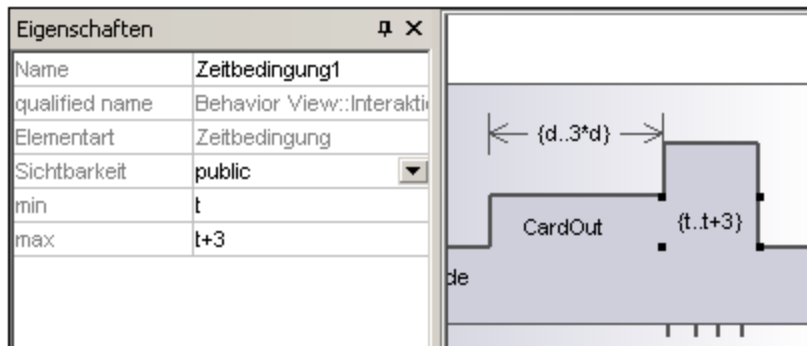 Eigenschaften
Name Zeitbedingung1
qualified name Behavior View::Interakti
Elementart Zeitbedingung
Sichtbarkeit public
min t
max t+3
{d..3*d}
CardOut {t..t+3}
de